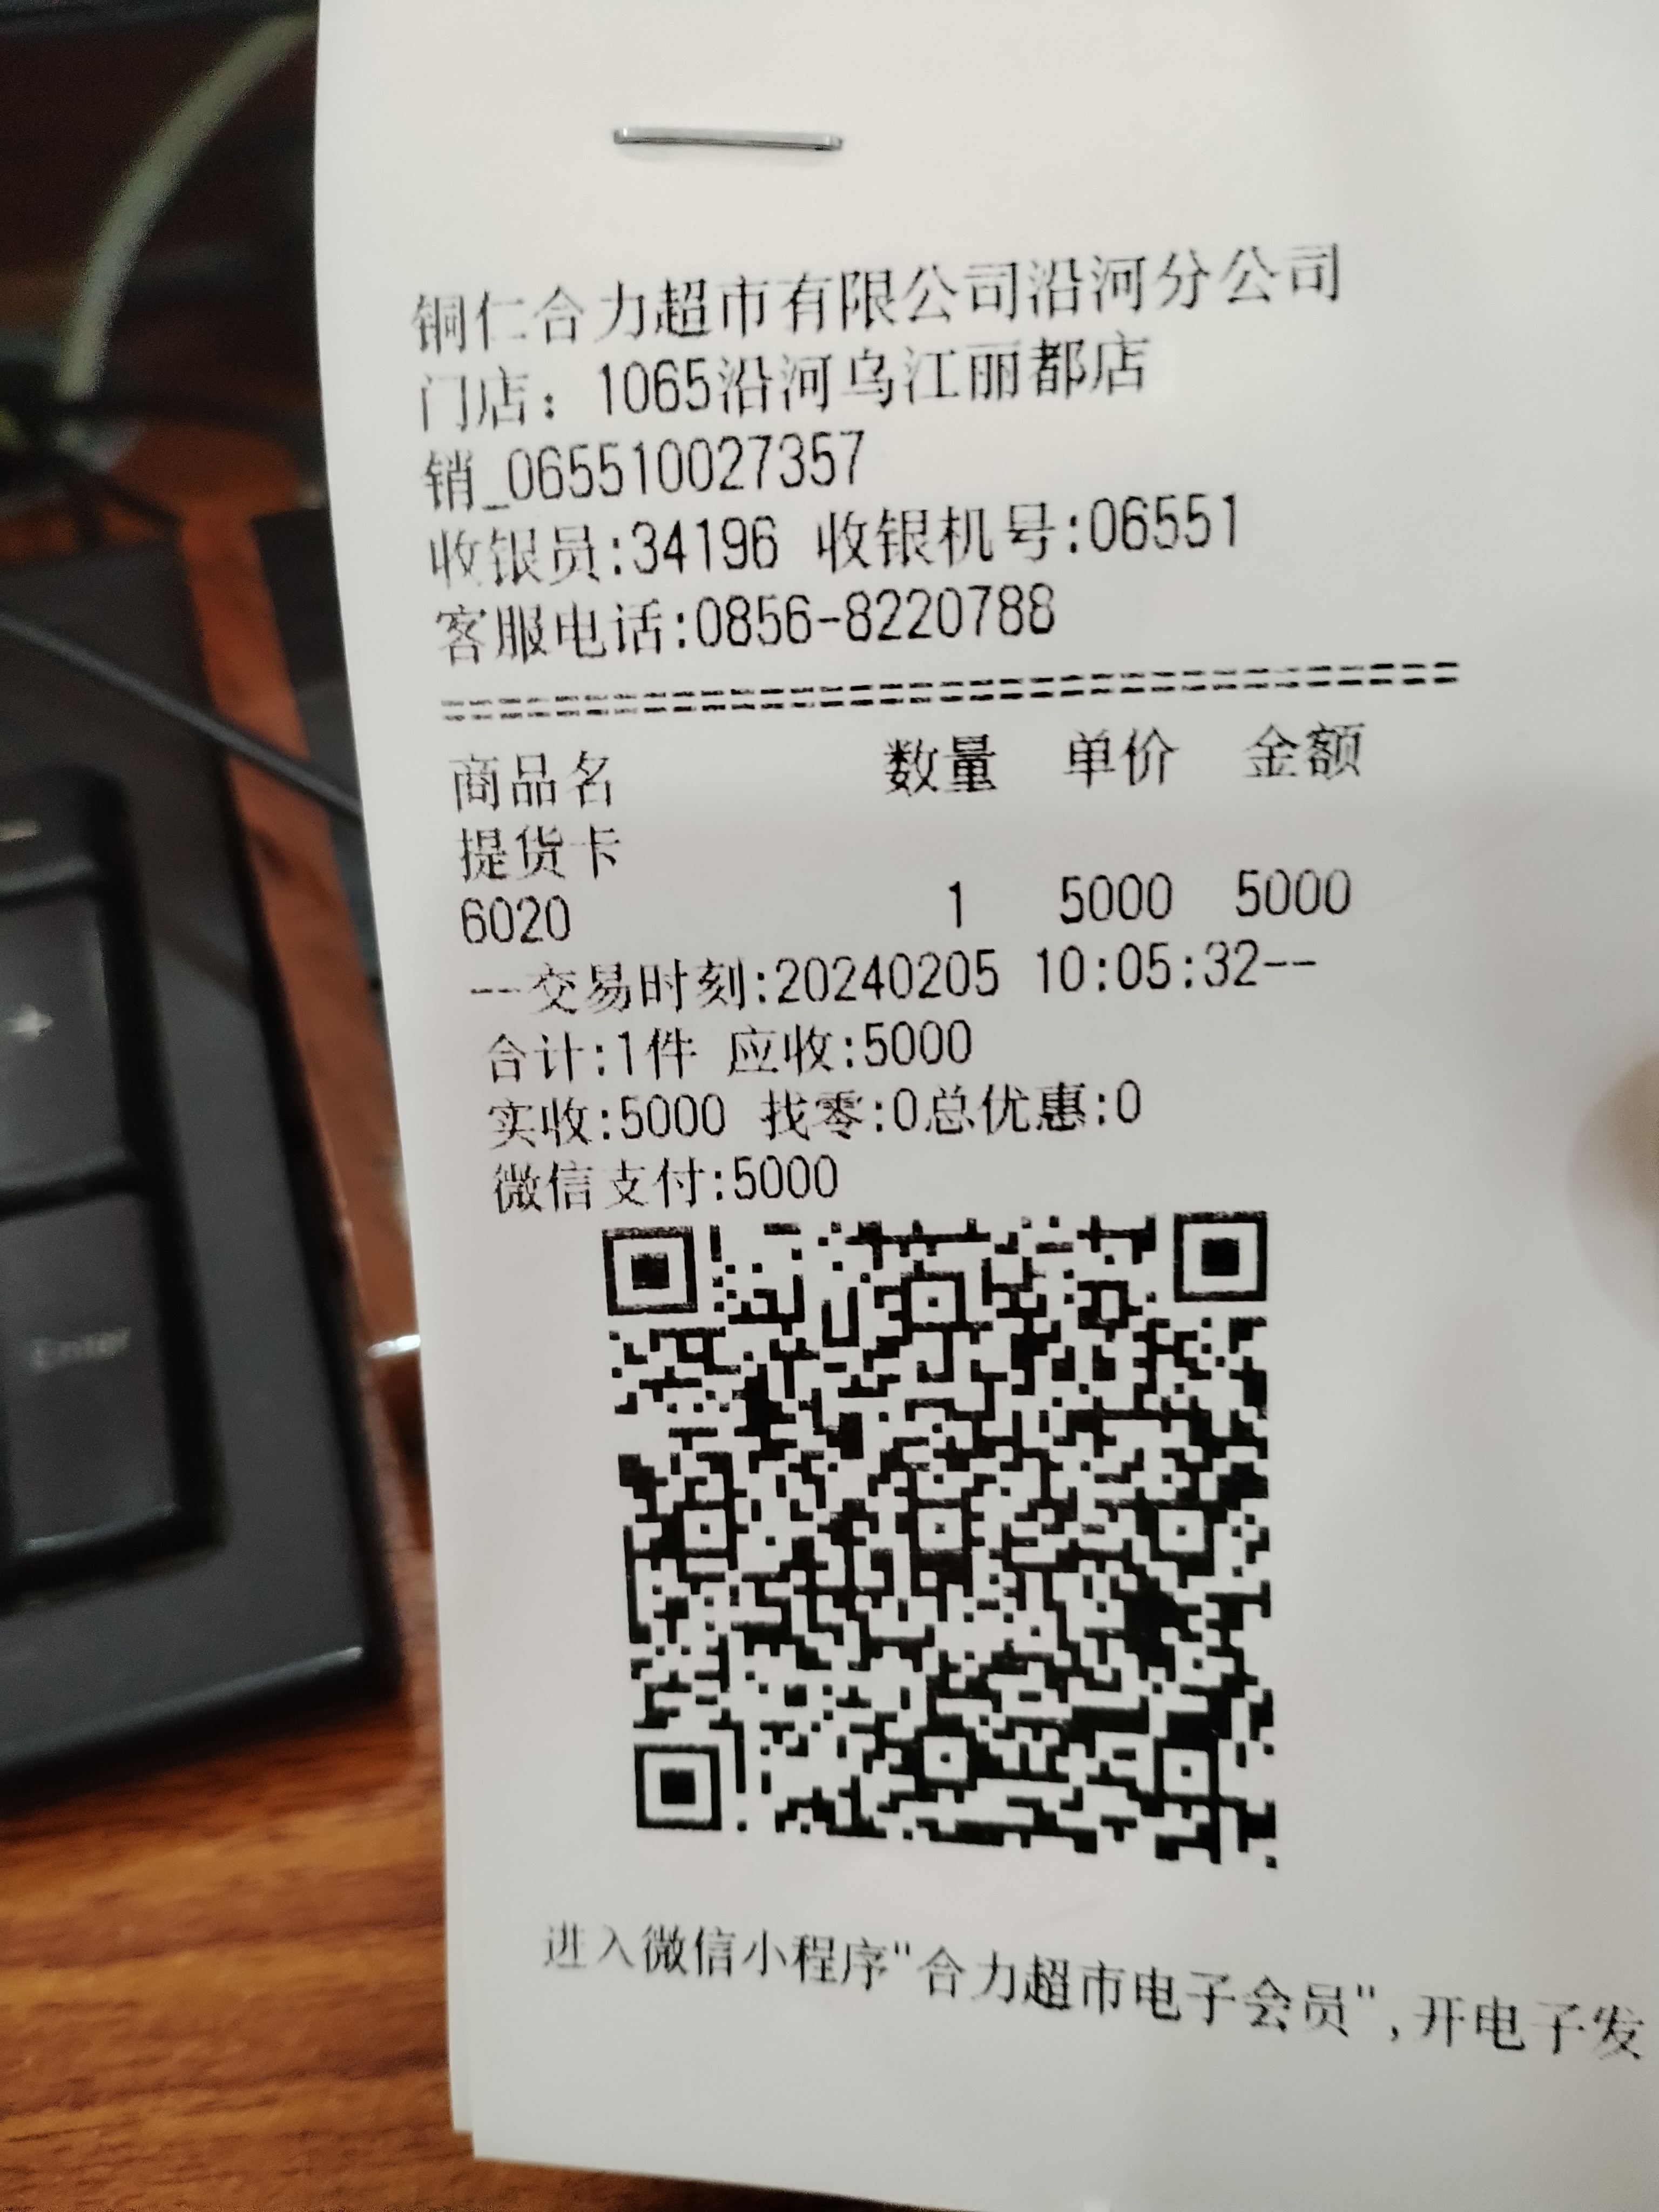 铜仁合力超市有限公司沿河分公司
门店：1065沿河乌江丽都店
销_065510027357
收银员:34196 收银机号:06551
客服电话:0856-8220788
================================
商品名 数量 单价 金额
提货卡
6020 1 5000 5000
--交易时刻:20240205 10:05:32--
合计:1件 应收:5000
实收:5000 找零:0总优惠:0
微信支付:5000
进入微信小程序"合力超市电子会员",开电子发
Enter
+